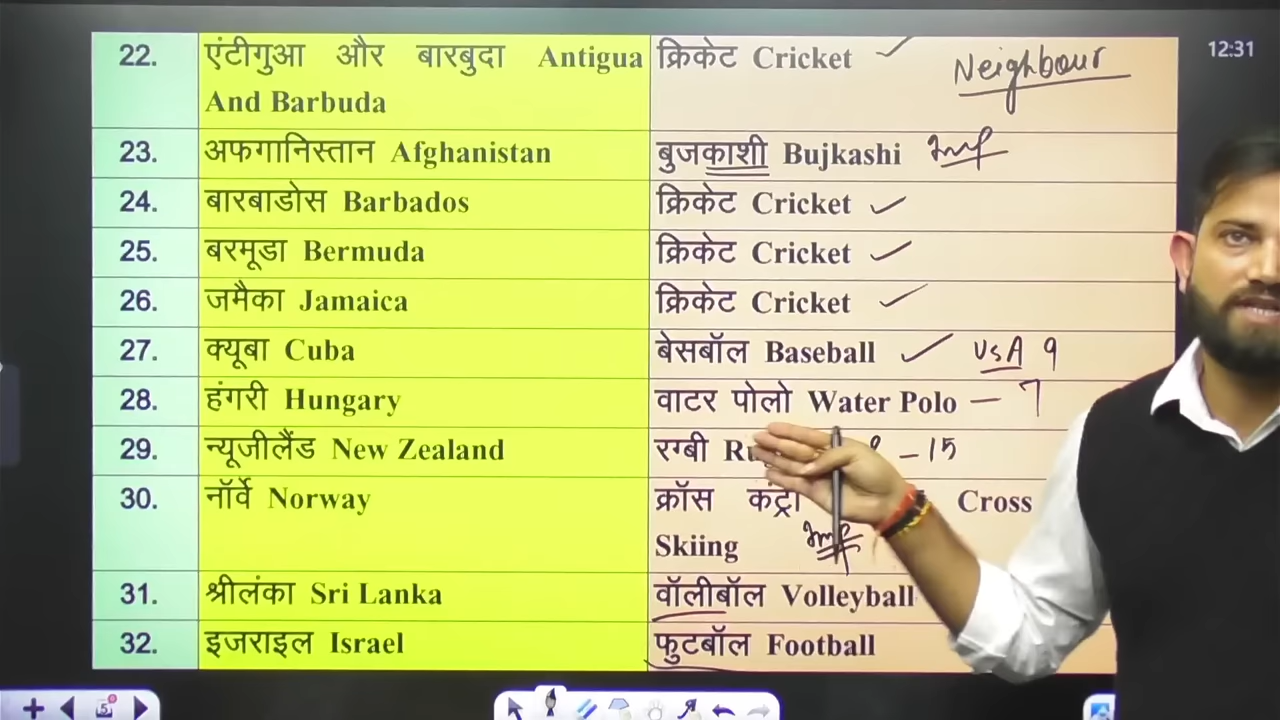 22. एंटीगुआ और बारबुदा Antigua क्रिकेट Cricket Neighbour 12:31
And Barbuda
23. अफगानिस्तान Afghanistan बुजकाशी Bujkashi Imp
24. बारबाडोस Barbados क्रिकेट Cricket
25. बरमूडा Bermuda क्रिकेट Cricket
26. जमैका Jamaica क्रिकेट Cricket
27. क्यूबा Cuba बेसबॉल Baseball USA 9
28. हंगरी Hungary वाटर पोलो Water Polo – 7
29. न्यूजीलैंड New Zealand रग्बी – 15
30. नॉर्वे Norway क्रॉस कंट्री Cross
Skiing Imp
31. श्रीलंका Sri Lanka वॉलीबॉल Volleyball
32. इजराइल Israel फुटबॉल Football